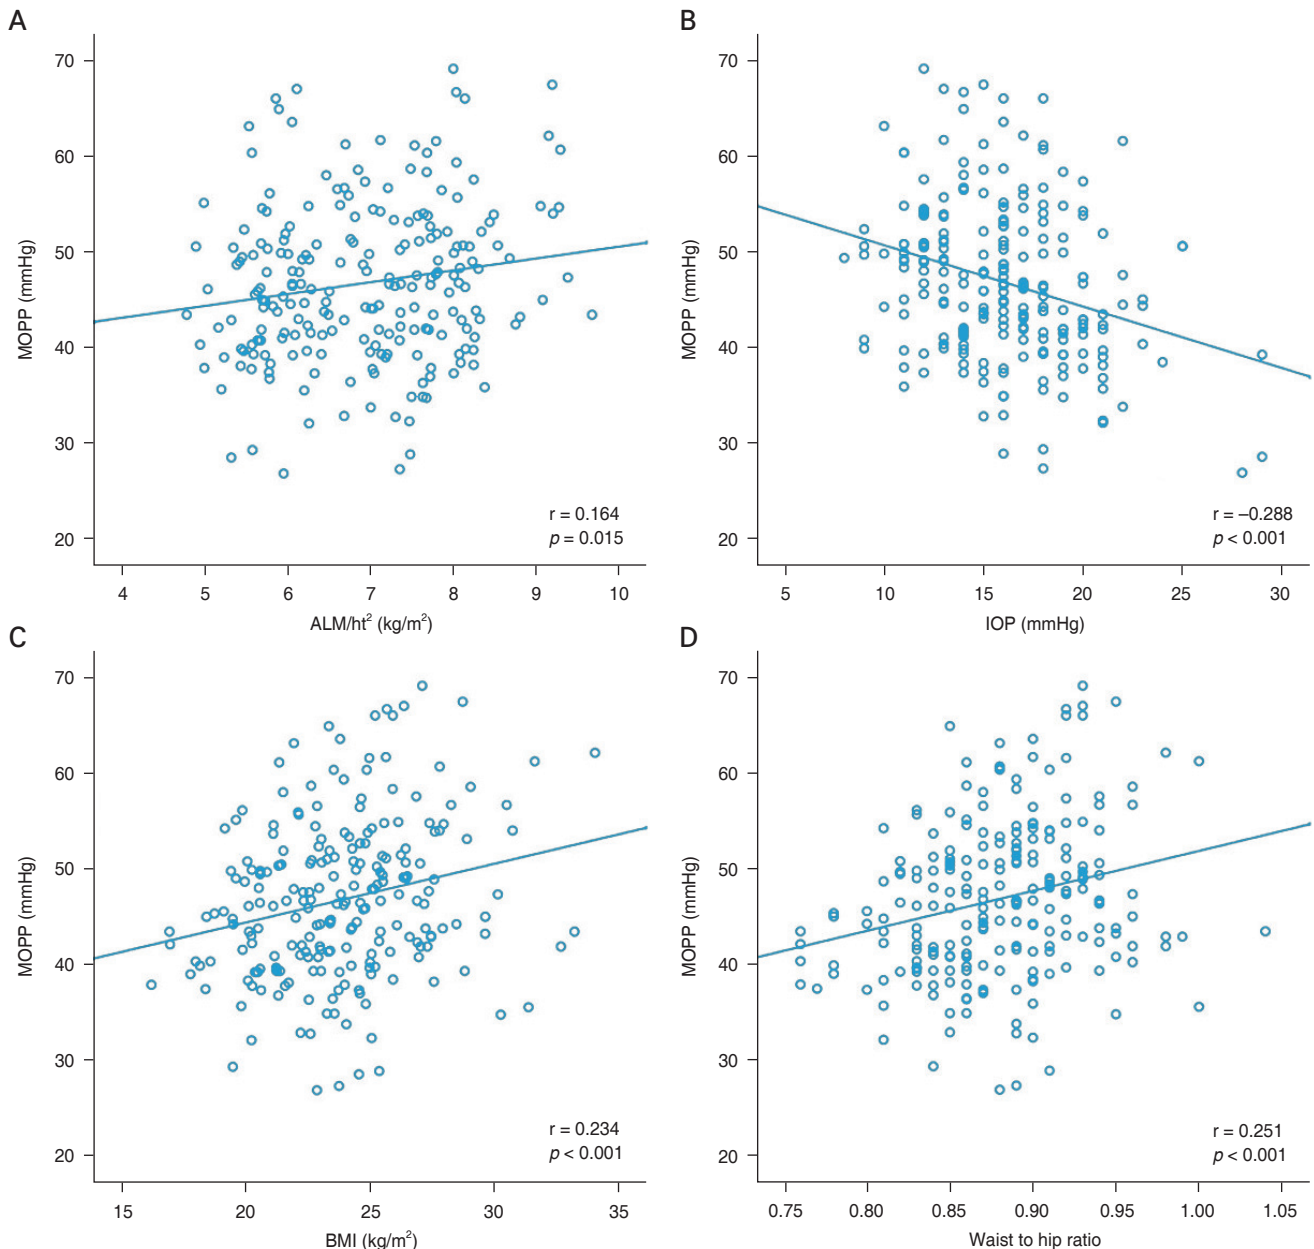 A
70
60
50
40
30
20
MOPP (mmHg)
r = 0.164
p = 0.015
4 5 6 7 8 9 10
ALM/ht² (kg/m²)
B
70
60
50
40
30
20
MOPP (mmHg)
r = –0.288
p < 0.001
5 10 15 20 25 30
IOP (mmHg)
C
70
60
50
40
30
20
MOPP (mmHg)
r = 0.234
p < 0.001
15 20 25 30 35
BMI (kg/m²)
D
70
60
50
40
30
20
MOPP (mmHg)
r = 0.251
p < 0.001
0.75 0.80 0.85 0.90 0.95 1.00 1.05
Waist to hip ratio